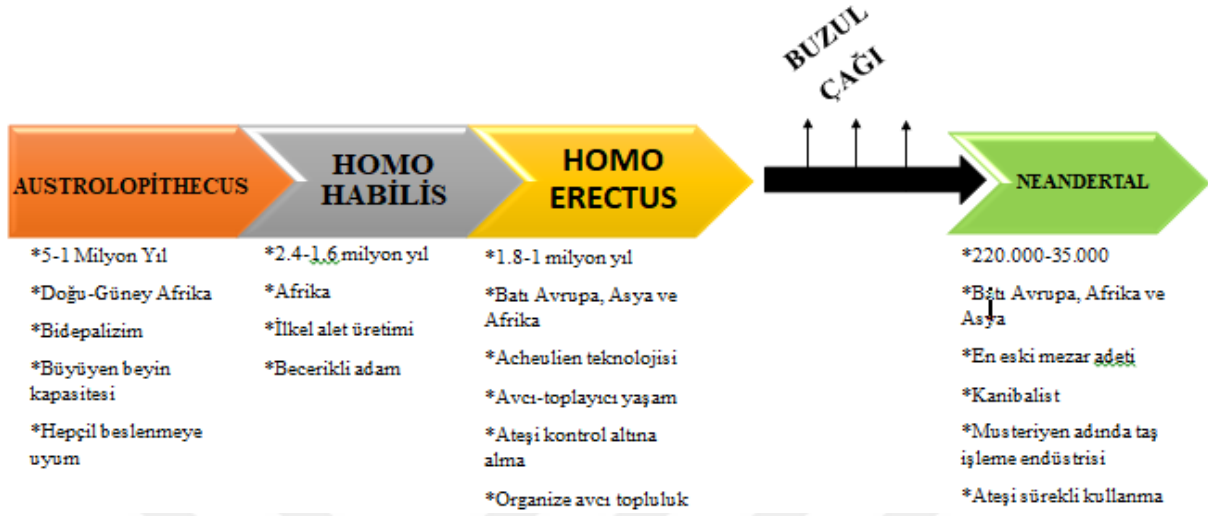 BUZUL
ÇAĞI
AUSTROLOPİTHECUS
HOMO
HABİLİS
HOMO
ERECTUS
NEANDERTAL
*5-1 Milyon Yıl
*Doğu-Güney Afrika
*Bidepalizim
*Büyüyen beyin
kapasitesi
*Hepçil beslenmeye
uyum
*2.4-1.6 milyon yıl
*Afrika
*İlkel alet üretimi
*Becerikli adam
*1.8-1 milyon yıl
*Batı Avrupa, Asya ve
Afrika
*Acheulien teknolojisi
*Avcı-toplayıcı yaşam
*Ateşi kontrol altına
alma
*Organize avcı topluluk
*220.000-35.000
*Batı Avrupa, Afrika ve
Asya
*En eski mezar adeti
*Kanibalist
*Musteriyen adında taş
işleme endüstrisi
*Ateşi sürekli kullanma